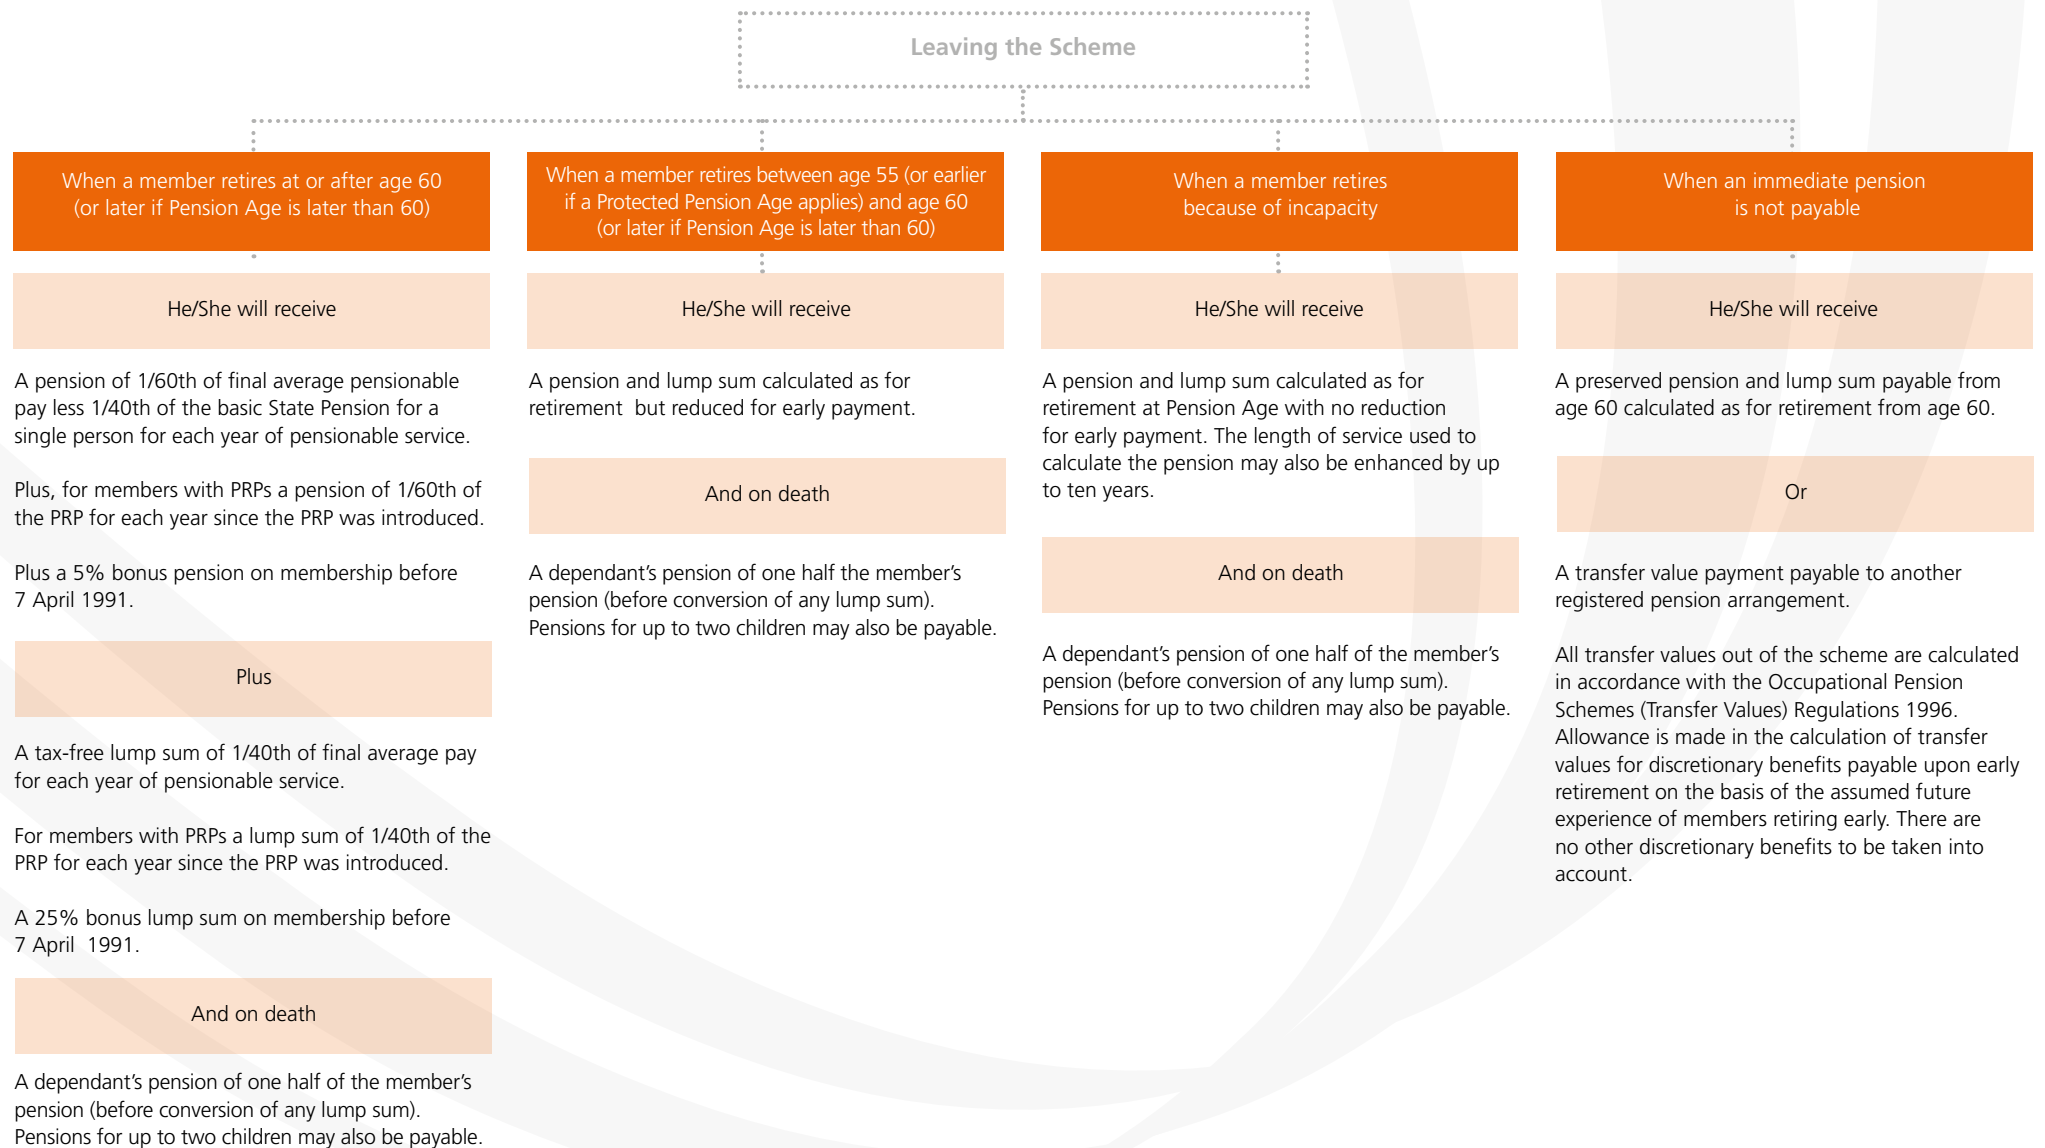 Leaving the Scheme
When a member retires at or after age 60
(or later if Pension Age is later than 60)
He/She will receive
A pension of 1/60th of final average pensionable
pay less 1/40th of the basic State Pension for a
single person for each year of pensionable service.
Plus, for members with PRPs a pension of 1/60th of
the PRP for each year since the PRP was introduced.
Plus a 5% bonus pension on membership before
7 April 1991.
Plus
A tax-free lump sum of 1/40th of final average pay
for each year of pensionable service.
For members with PRPs a lump sum of 1/40th of the
PRP for each year since the PRP was introduced.
A 25% bonus lump sum on membership before
7 April  1991.
And on death
A dependant's pension of one half of the member's
pension (before conversion of any lump sum).
Pensions for up to two children may also be payable.
When a member retires between age 55 (or earlier
if a Protected Pension Age applies) and age 60
(or later if Pension Age is later than 60)
He/She will receive
A pension and lump sum calculated as for
retirement  but reduced for early payment.
And on death
A dependant's pension of one half the member's
pension (before conversion of any lump sum).
Pensions for up to two children may also be payable.
When a member retires
because of incapacity
He/She will receive
A pension and lump sum calculated as for
retirement at Pension Age with no reduction
for early payment. The length of service used to
calculate the pension may also be enhanced by up
to ten years.
And on death
A dependant's pension of one half of the member's
pension (before conversion of any lump sum).
Pensions for up to two children may also be payable.
When an immediate pension
is not payable
He/She will receive
A preserved pension and lump sum payable from
age 60 calculated as for retirement from age 60.
Or
A transfer value payment payable to another
registered pension arrangement.
All transfer values out of the scheme are calculated
in accordance with the Occupational Pension
Schemes (Transfer Values) Regulations 1996.
Allowance is made in the calculation of transfer
values for discretionary benefits payable upon early
retirement on the basis of the assumed future
experience of members retiring early. There are
no other discretionary benefits to be taken into
account.